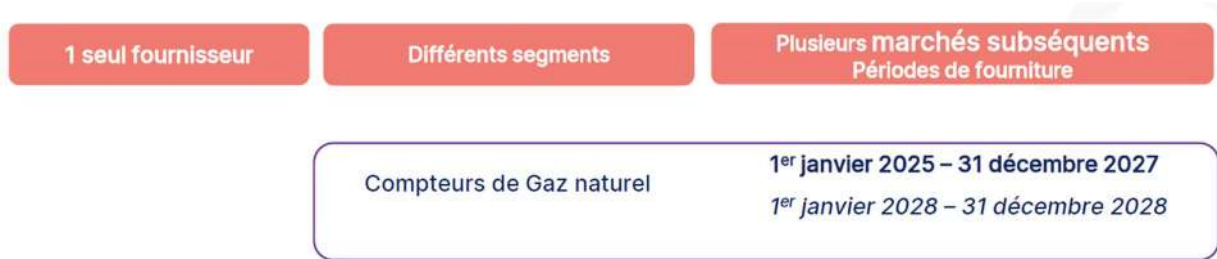 1 seul fournisseur
Différents segments
Plusieurs marchés subséquents
Périodes de fourniture
Compteurs de Gaz naturel
1er janvier 2025 – 31 décembre 2027
1er janvier 2028 – 31 décembre 2028